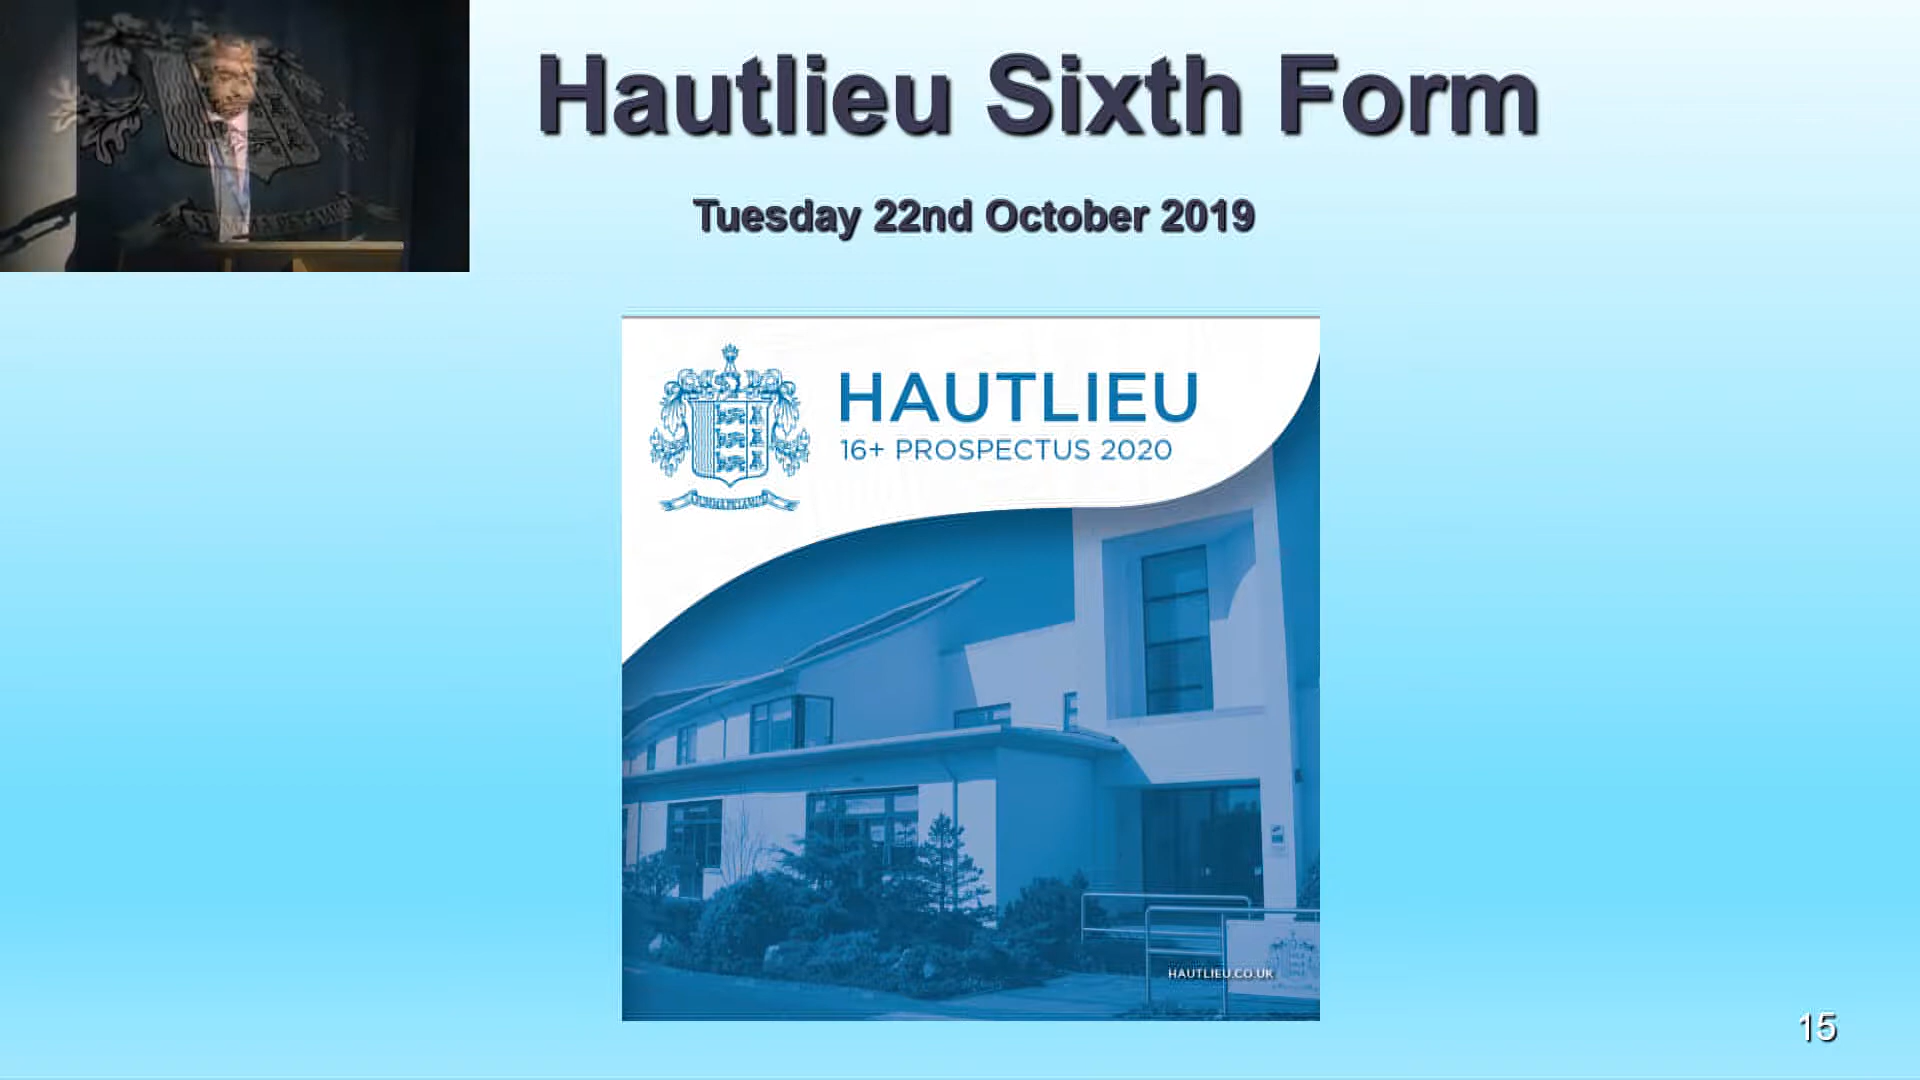 Hautlieu Sixth Form
Tuesday 22nd October 2019
HAUTLIEU
16+ PROSPECTUS 2020
HAUTLIEU.CO.UK
15